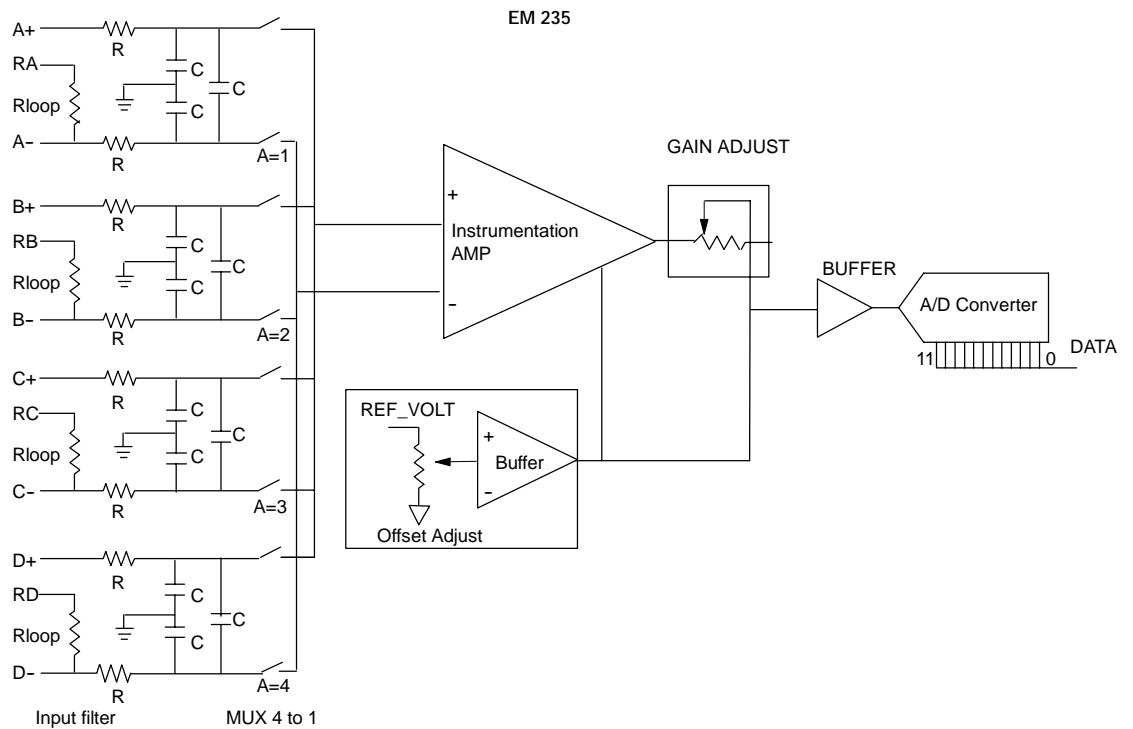 EM 235
A+
R
RA
C
Rloop
C
C
A-
R
A=1
B+
R
RB
C
Rloop
C
C
B-
R
A=2
C+
R
RC
C
Rloop
C
C
C-
R
A=3
D+
R
RD
C
Rloop
C
C
D-
R
A=4
Input filter
MUX 4 to 1
+
Instrumentation
AMP
-
GAIN ADJUST
BUFFER
A/D Converter
11
0
DATA
REF_VOLT
+
Buffer
-
Offset Adjust